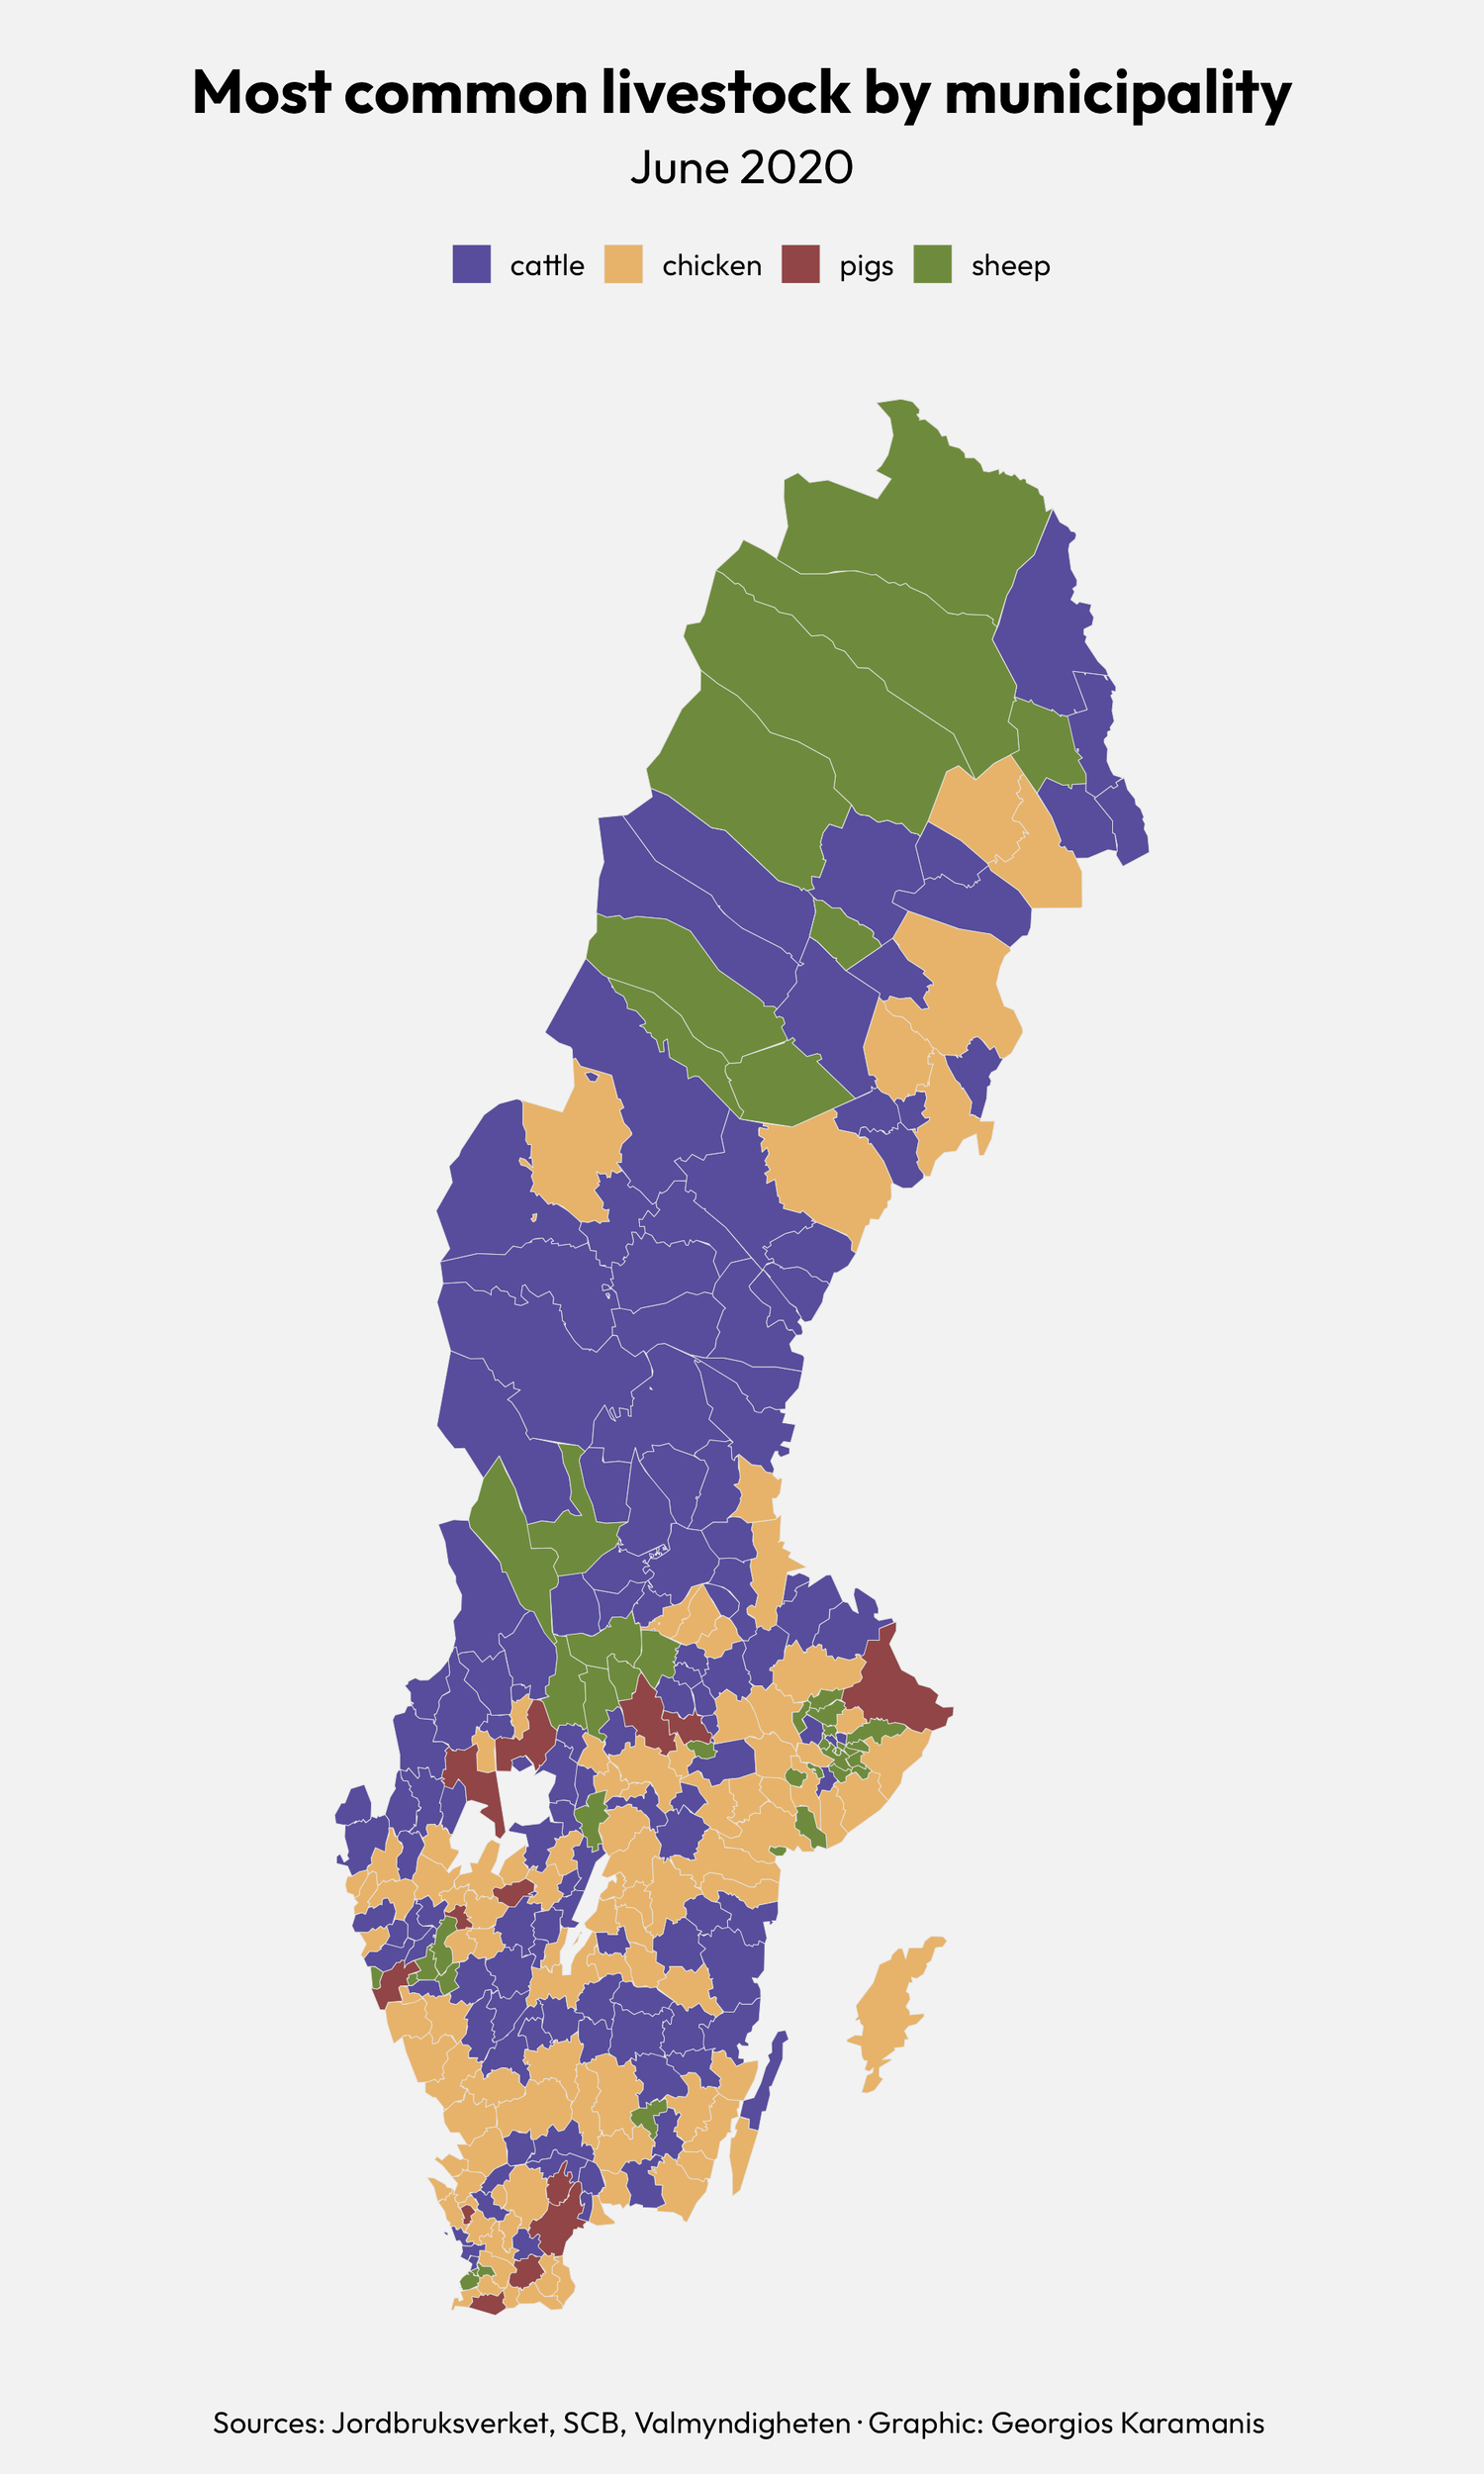 Most common livestock by municipality
June 2020
cattle chicken pigs sheep
Sources: Jordbruksverket, SCB, Valmyndigheten · Graphic: Georgios Karamanis